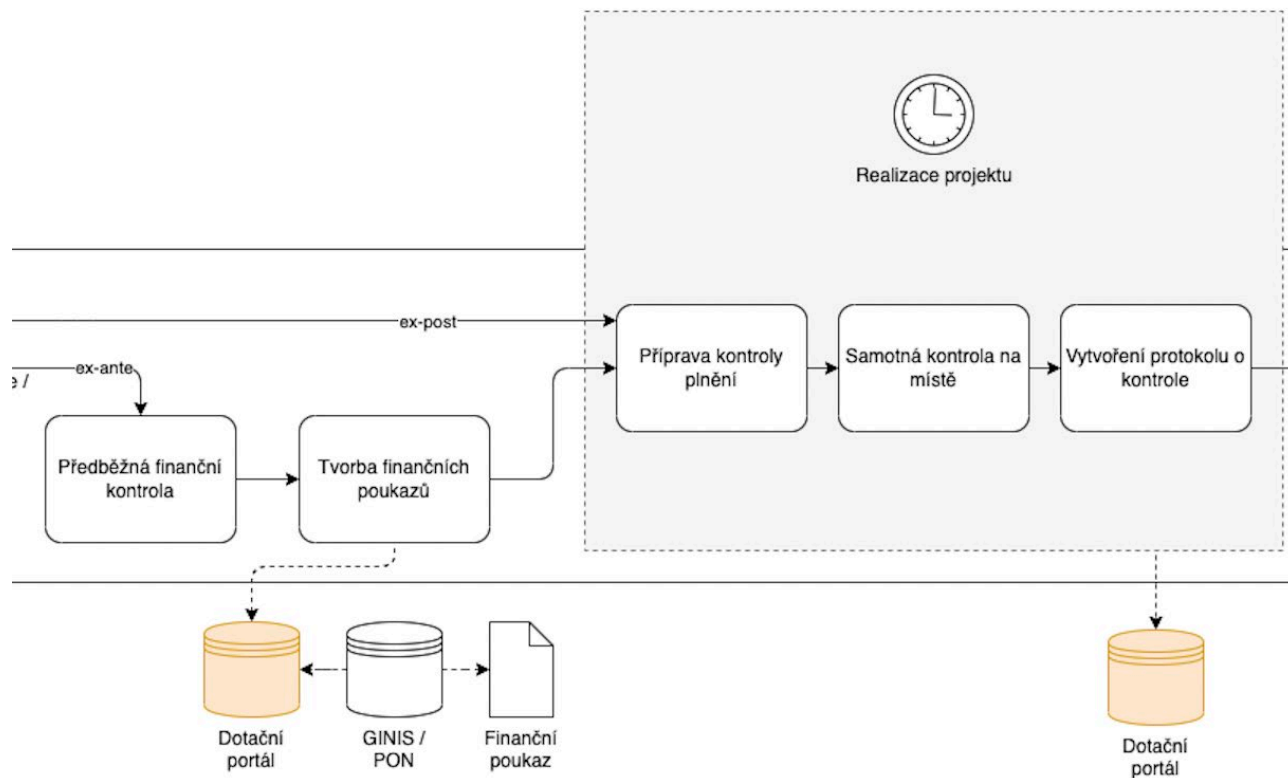 Realizace projektu
ex-post
ex-ante
e /
Příprava kontroly
plnění
Samotná kontrola na
místě
Vytvoření protokolu o
kontrole
Předběžná finanční
kontrola
Tvorba finančních
poukazů
Dotační
portál
GINIS /
PON
Finanční
poukaz
Dotační
portál